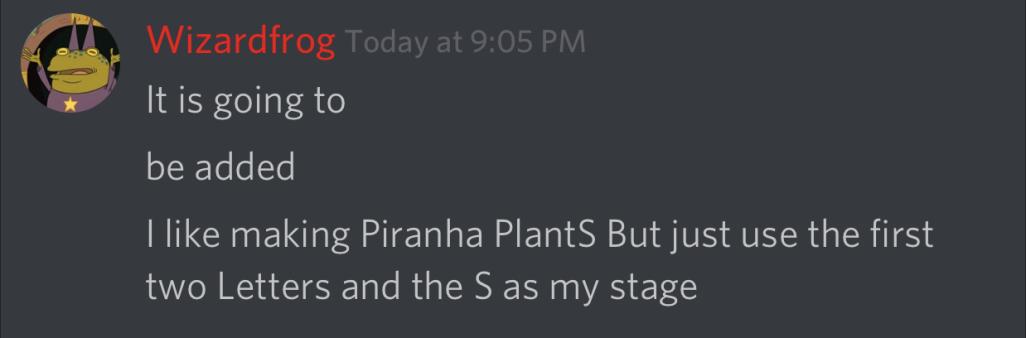 Wizardfrog Today at 9:05 PM
It is going to
be added
I like making Piranha PlantS But just use the first
two Letters and the S as my stage